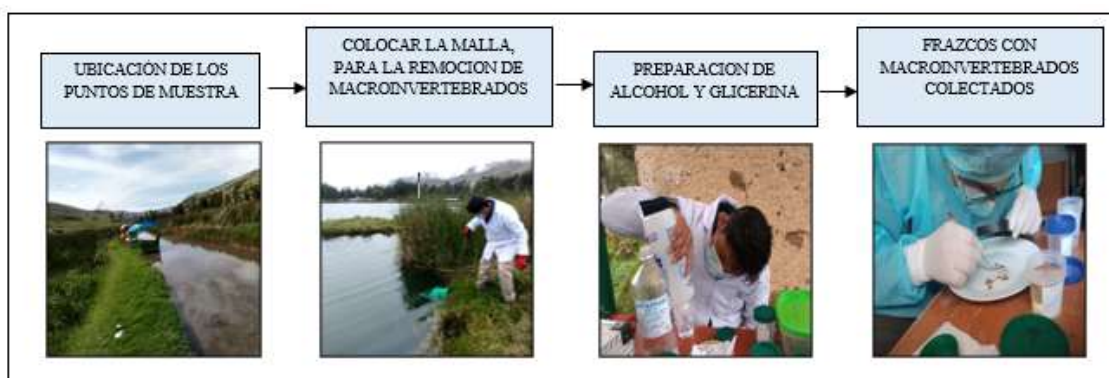 UBICACIÓN DE LOS
PUNTOS DE MUESTRA
COLOCAR LA MALLA,
PARA LA REMOCION DE
MACROINVERTEBRADOS
PREPARACION DE
ALCOHOL Y GLICERINA
FRAZCOS CON
MACROINVERTEBRADOS
COLECTADOS